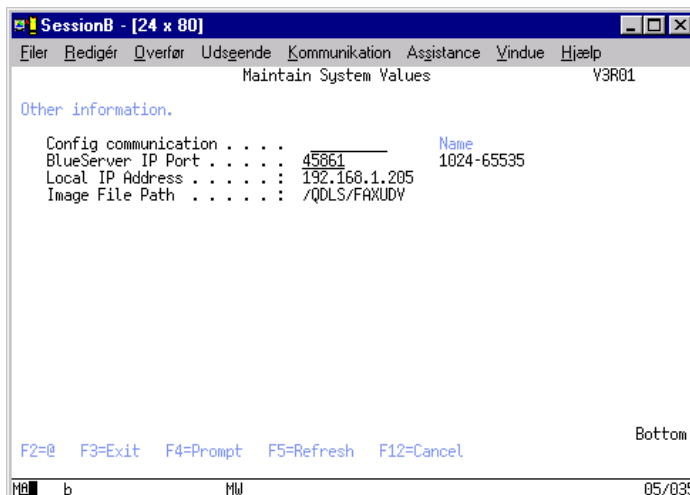 SessionB - [24 x 80]
Filer Redigér Overfør Udseende Kommunikation Assistance Vindue Hjælp
Maintain System Values V3R01
Other information.
Config communication . . . . Name
BlueServer IP Port . . . . . 45861 1024-65535
Local IP Address . . . . . . : 192.168.1.205
Image File Path . . . . . : /QDLS/FAXUDV
Bottom
F2=@ F3=Exit F4=Prompt F5=Refresh F12=Cancel
MA b MW 05/035